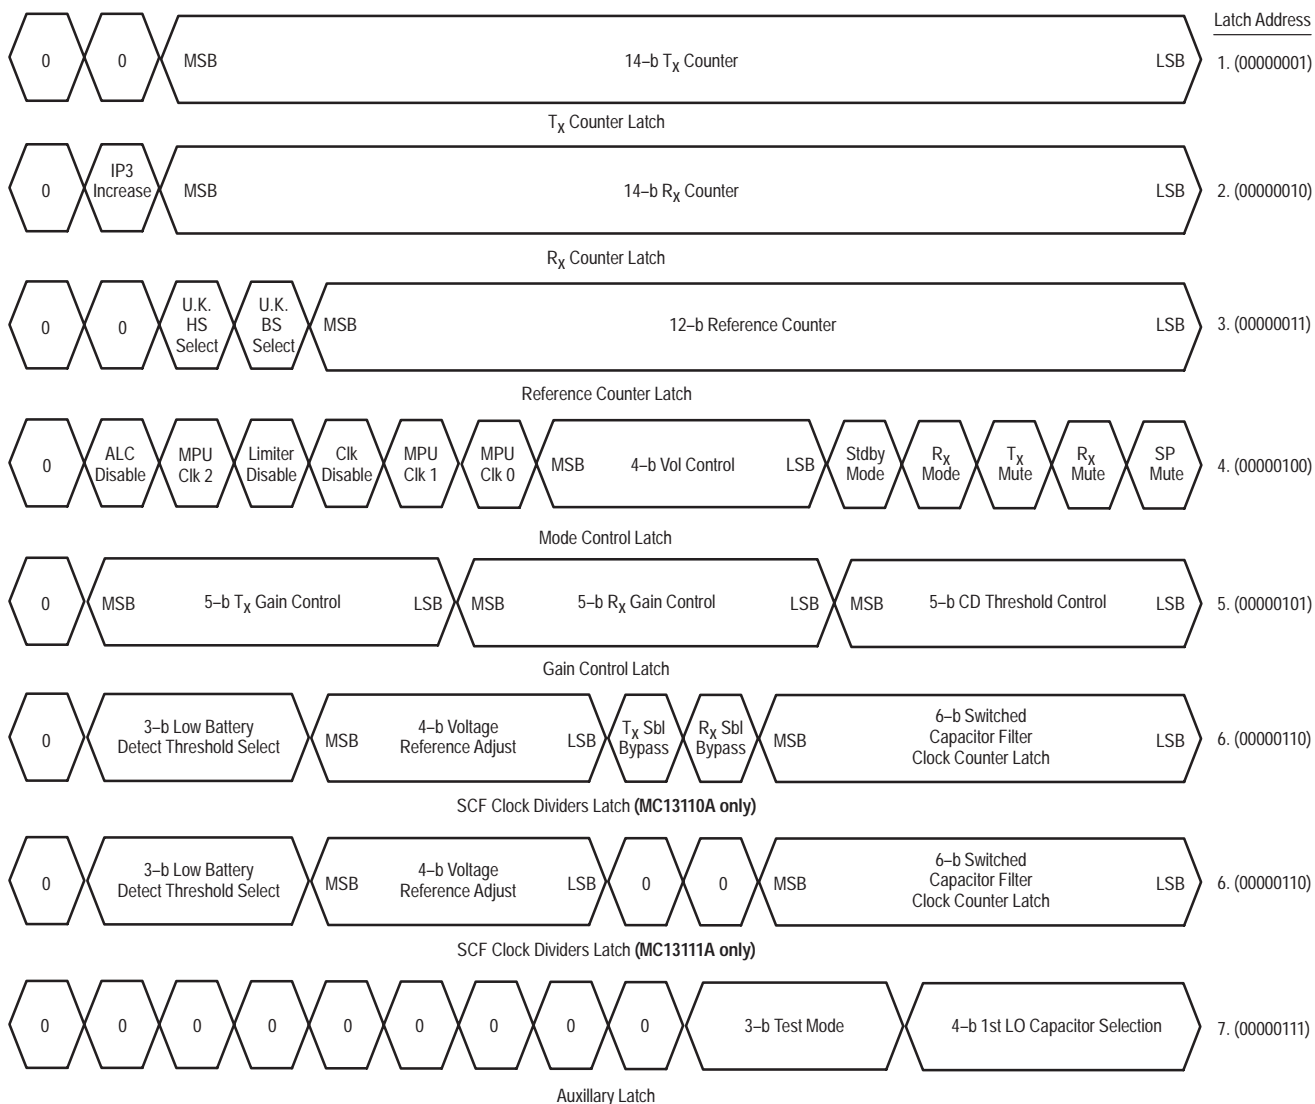 Latch Address
0 0 MSB 14–b TX Counter LSB 1. (00000001)
TX Counter Latch
0 IP3 Increase MSB 14–b RX Counter LSB 2. (00000010)
RX Counter Latch
0 0 U.K. HS Select U.K. BS Select MSB 12–b Reference Counter LSB 3. (00000011)
Reference Counter Latch
0 ALC Disable MPU Clk 2 Limiter Disable Clk Disable MPU Clk 1 MPU Clk 0 MSB 4–b Vol Control LSB Stdby Mode RX Mode TX Mute RX Mute SP Mute 4. (00000100)
Mode Control Latch
0 MSB 5–b TX Gain Control LSB MSB 5–b RX Gain Control LSB MSB 5–b CD Threshold Control LSB 5. (00000101)
Gain Control Latch
0 3–b Low Battery Detect Threshold Select MSB 4–b Voltage Reference Adjust LSB TX Sbl Bypass RX Sbl Bypass MSB 6–b Switched Capacitor Filter Clock Counter Latch LSB 6. (00000110)
SCF Clock Dividers Latch (MC13110A only)
0 3–b Low Battery Detect Threshold Select MSB 4–b Voltage Reference Adjust LSB 0 0 MSB 6–b Switched Capacitor Filter Clock Counter Latch LSB 6. (00000110)
SCF Clock Dividers Latch (MC13111A only)
0 0 0 0 0 0 0 0 0 3–b Test Mode 4–b 1st LO Capacitor Selection 7. (00000111)
Auxillary Latch